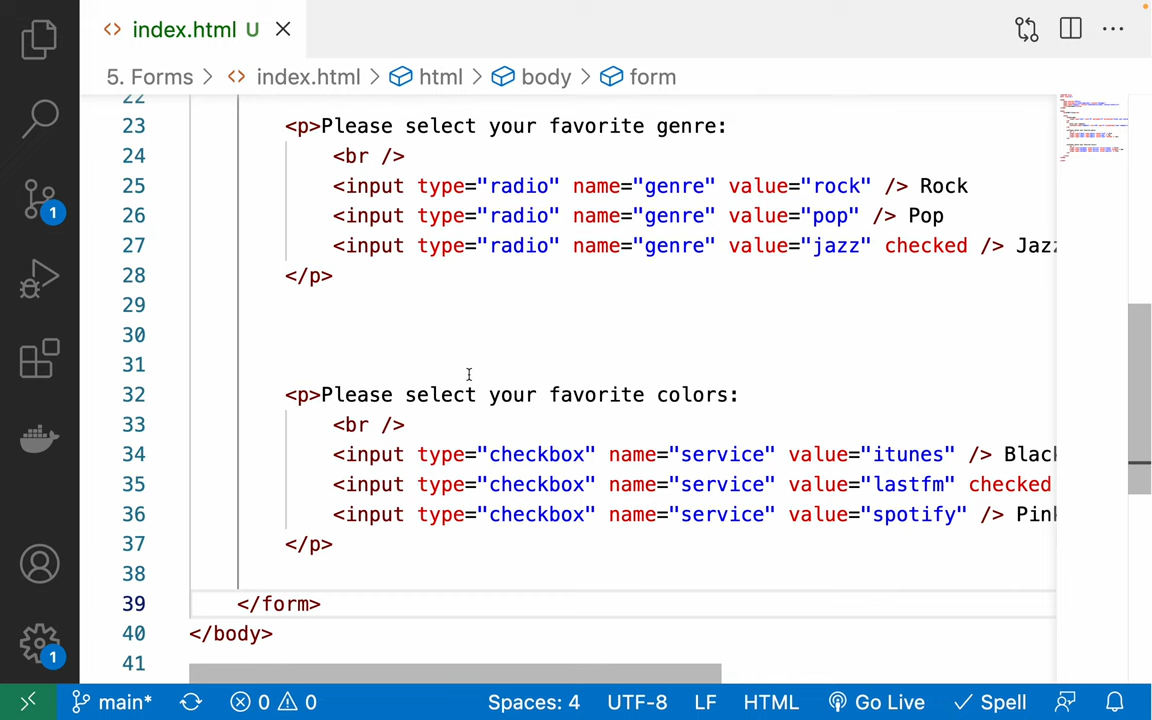 index.html U
5. Forms > index.html > html > body > form
22
23 <p>Please select your favorite genre:
24 <br />
25 <input type="radio" name="genre" value="rock" /> Rock
26 <input type="radio" name="genre" value="pop" /> Pop
27 <input type="radio" name="genre" value="jazz" checked /> Jazz
28 </p>
29
30
31
32 <p>Please select your favorite colors:
33 <br />
34 <input type="checkbox" name="service" value="itunes" /> Black
35 <input type="checkbox" name="service" value="lastfm" checked
36 <input type="checkbox" name="service" value="spotify" /> Pink
37 </p>
38
39 </form>
40 </body>
41
1
1
main* 0 0 Spaces: 4 UTF-8 LF HTML Go Live Spell